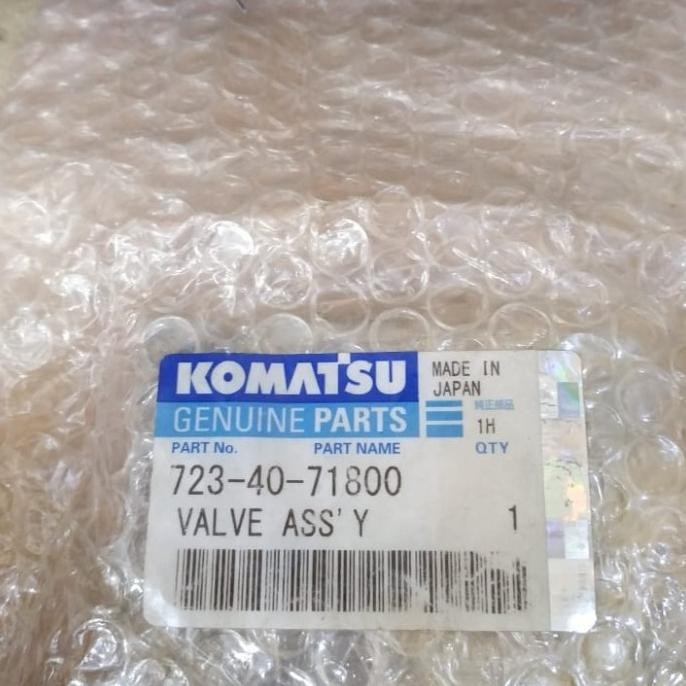 KOMATSU
MADE IN
JAPAN
GENUINE PARTS
純正部品
1H
PART No.
PART NAME
QTY
723-40-71800
VALVE ASS'Y
1